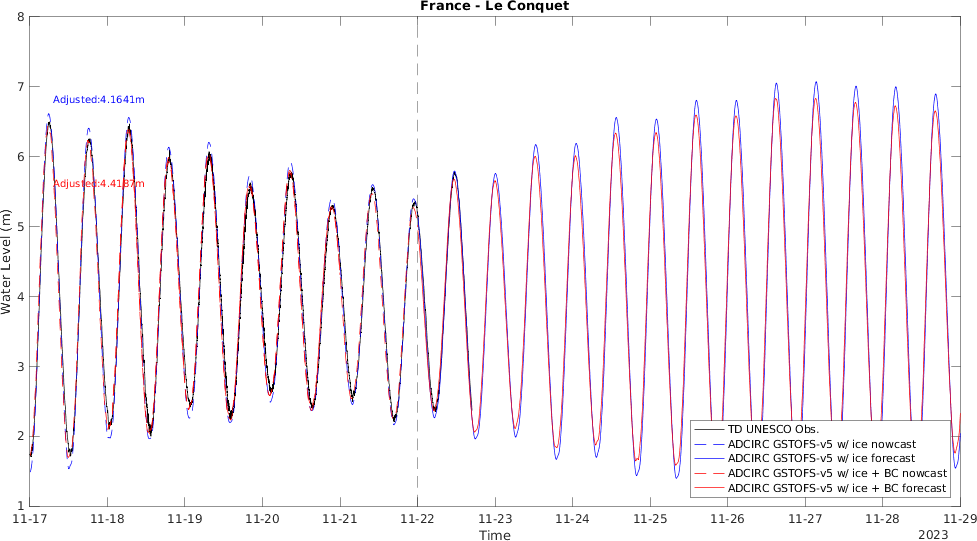 France - Le Conquet
8
7
6
5
4
3
2
1
Water Level (m)
Adjusted:4.1641m
Adjusted:4.4187m
TD UNESCO Obs.
ADCIRC GSTOFS-v5 w/ ice nowcast
ADCIRC GSTOFS-v5 w/ ice forecast
ADCIRC GSTOFS-v5 w/ ice + BC nowcast
ADCIRC GSTOFS-v5 w/ ice + BC forecast
11-17 11-18 11-19 11-20 11-21 11-22 11-23 11-24 11-25 11-26 11-27 11-28 11-29
Time
2023